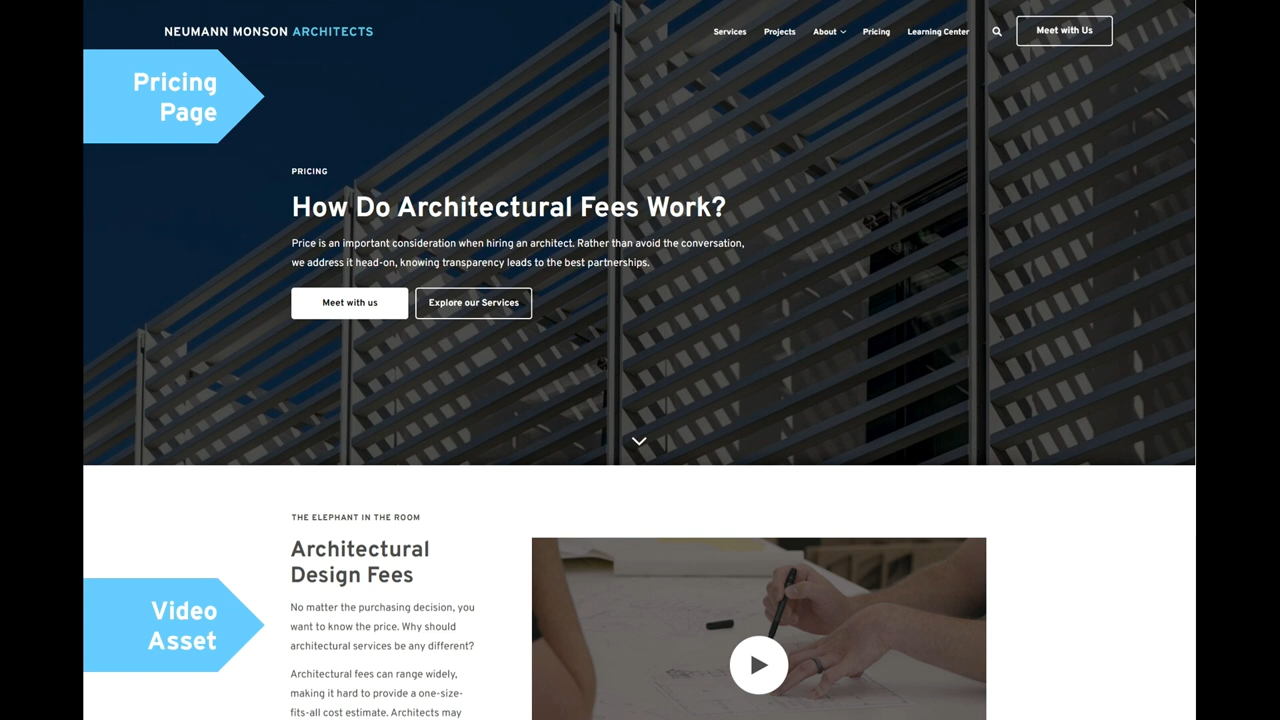 NEUMANN MONSON ARCHITECTS
Services Projects About Pricing Learning Center Meet with Us
Pricing
Page
PRICING
How Do Architectural Fees Work?
Price is an important consideration when hiring an architect. Rather than avoid the conversation,
we address it head-on, knowing transparency leads to the best partnerships.
Meet with us Explore our Services
THE ELEPHANT IN THE ROOM
Architectural
Design Fees
Video
Asset
No matter the purchasing decision, you
want to know the price. Why should
architectural services be any different?
Architectural fees can range widely,
making it hard to provide a one-size-
fits-all cost estimate. Architects may